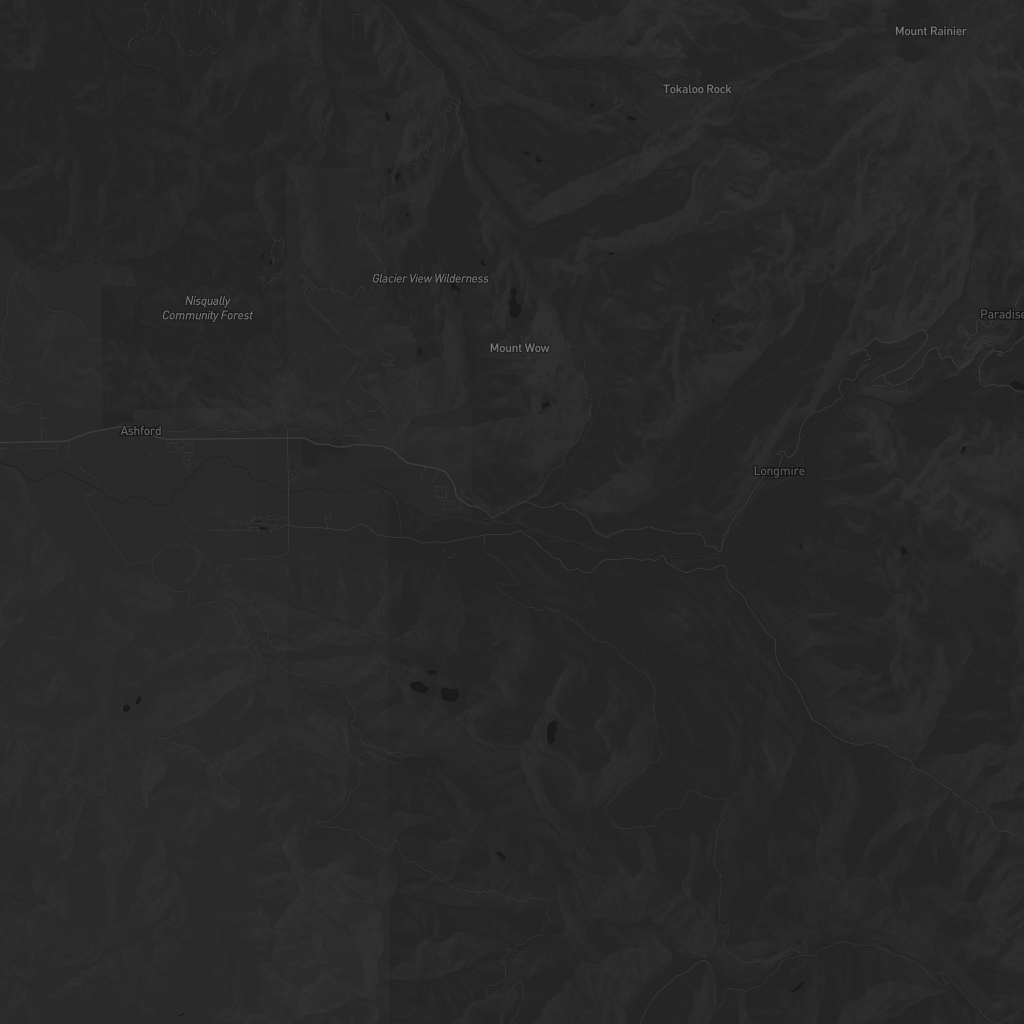 Mount Rainier
Tokaloo Rock
Glacier View Wilderness
Nisqually
Community Forest
Paradise
Mount Wow
Ashford
Longmire